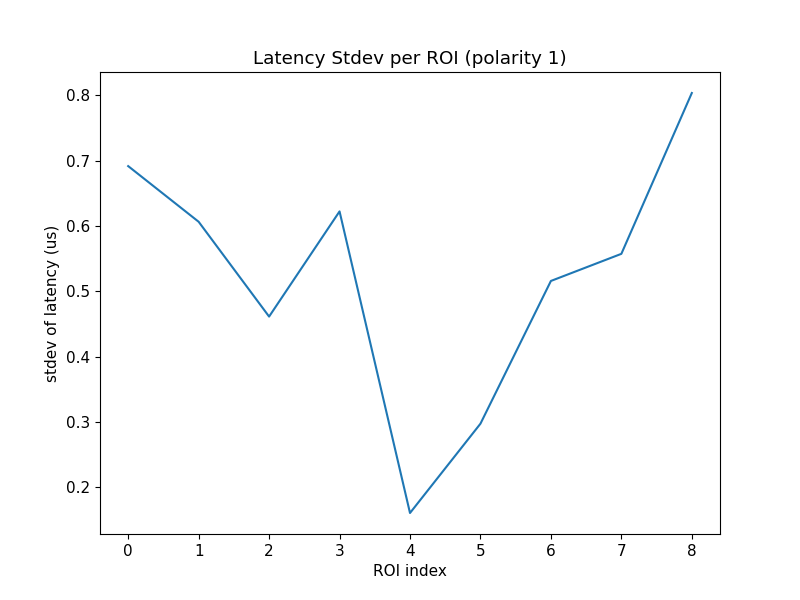 Latency Stdev per ROI (polarity 1)
stdev of latency (us)
0.8
0.7
0.6
0.5
0.4
0.3
0.2
0 1 2 3 4 5 6 7 8
ROI index